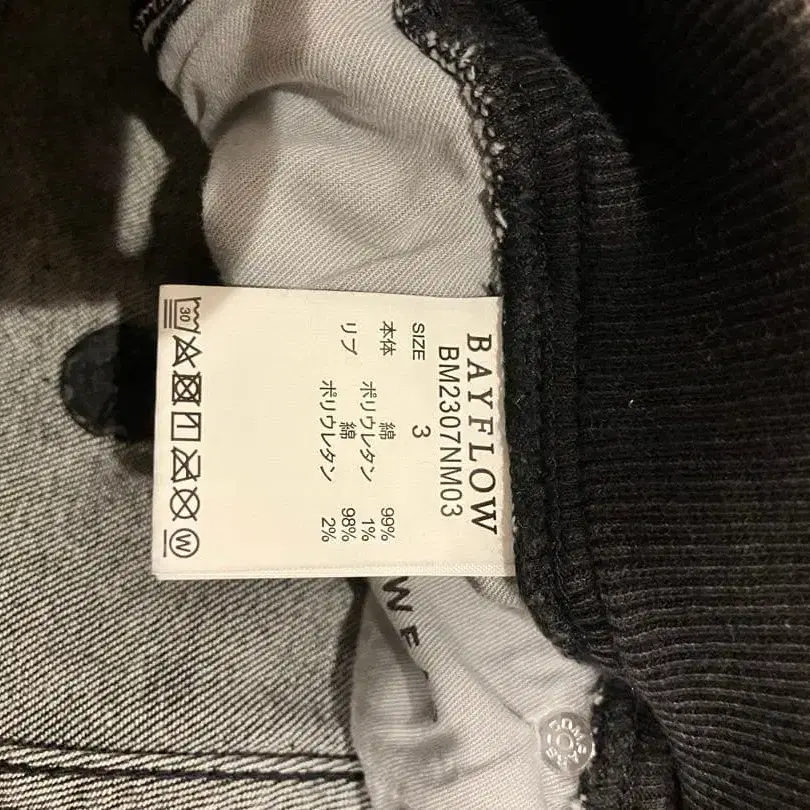 BAYFLOW
BM2307NM03
SIZE 3
本体 綿 99%
ポリウレタン 1%
リブ 綿 98%
ポリウレタン 2%
30
W
WE